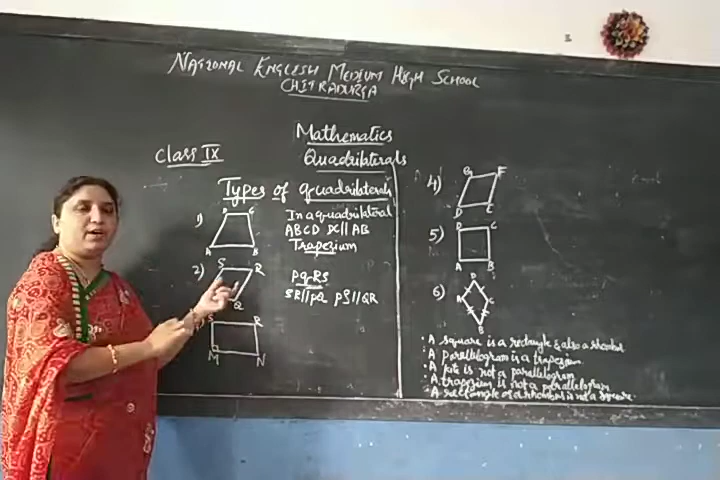 NATIONAL ENGLISH MEDIUM HIGH SCHOOL
CHITRADURGA
Mathematics
Class IX
Quadrilaterals
Types of quadrilaterals
1)
D C
A B
In a quadrilateral
ABCD DC || AB
Trapezium
2)
S R
Q
PQRS
SR || PQ PS || QR
R
M N
4)
G F
D E
5)
D C
A B
6)
D
A C
B
. A square is a rectangle & also a rhombus
. A parallelogram is a trapezium.
. A kite is not a parallelogram
. A trapezium is not a parallelogram
. A rectangle or a rhombus is not a square.